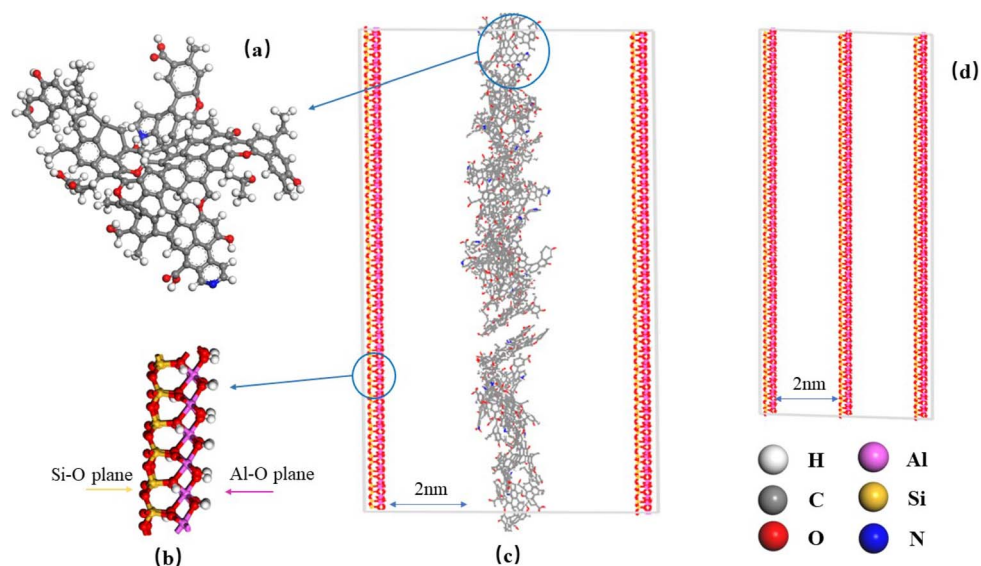 (a)
(d)
2nm
Si-O plane
Al-O plane
2nm
(b)
(c)
H
Al
C
Si
O
N